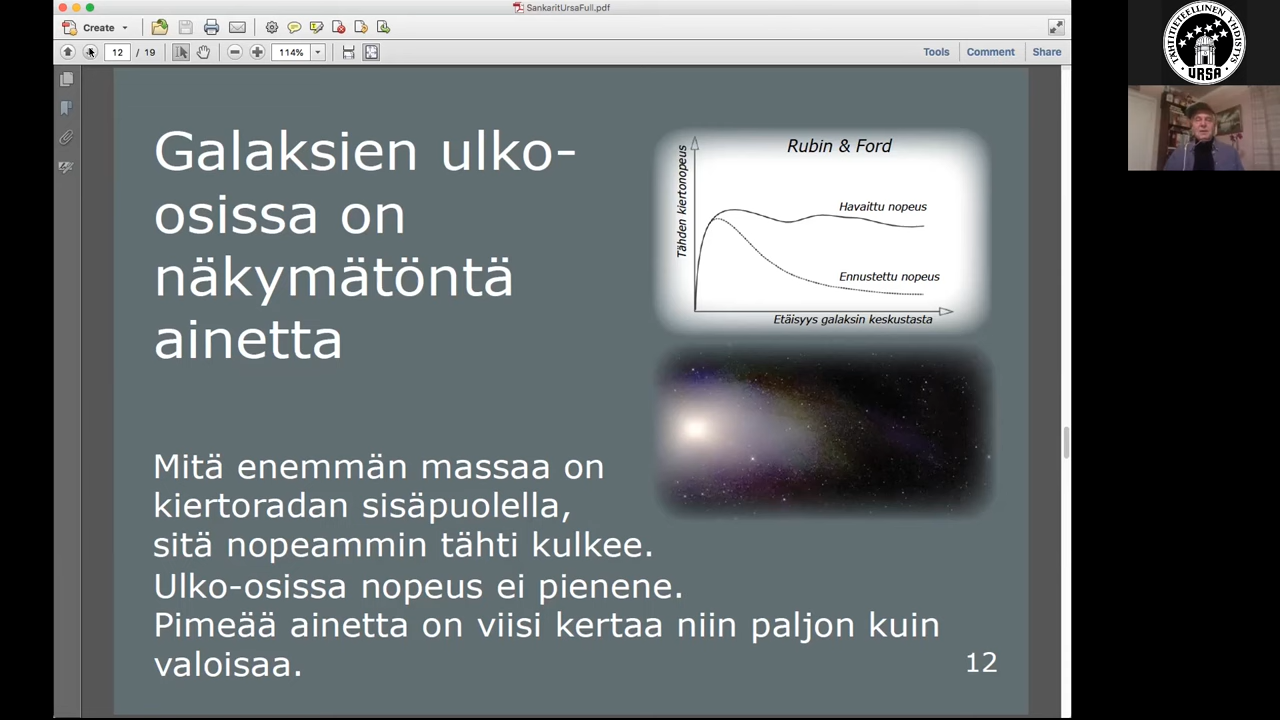 SankaritUrsaFull.pdf
Create
12 / 19
114%
Tools
Comment
Share
TÄHTITIETEELLINEN YHDISTYS
URSA
Galaksien ulko-
osissa on
näkymätöntä
ainetta
Rubin & Ford
Tähden kiertonopeus
Havaittu nopeus
Ennustettu nopeus
Etäisyys galaksin keskustasta
Mitä enemmän massaa on
kiertoradan sisäpuolella,
sitä nopeammin tähti kulkee.
Ulko-osissa nopeus ei pienene.
Pimeää ainetta on viisi kertaa niin paljon kuin
valoisaa.
12